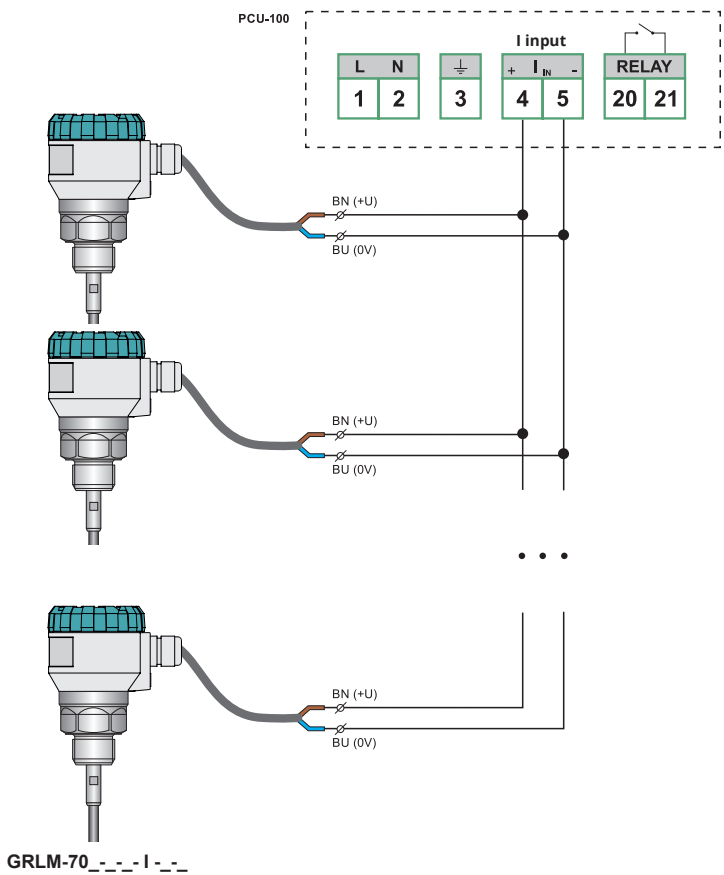 PCU-100
I input
L N
+ I IN -
RELAY
1 2
3
4 5
20 21
BN (+U)
BU (0V)
BN (+U)
BU (0V)
• • •
BN (+U)
BU (0V)
GRLM-70_-_-_-_- I -_-_